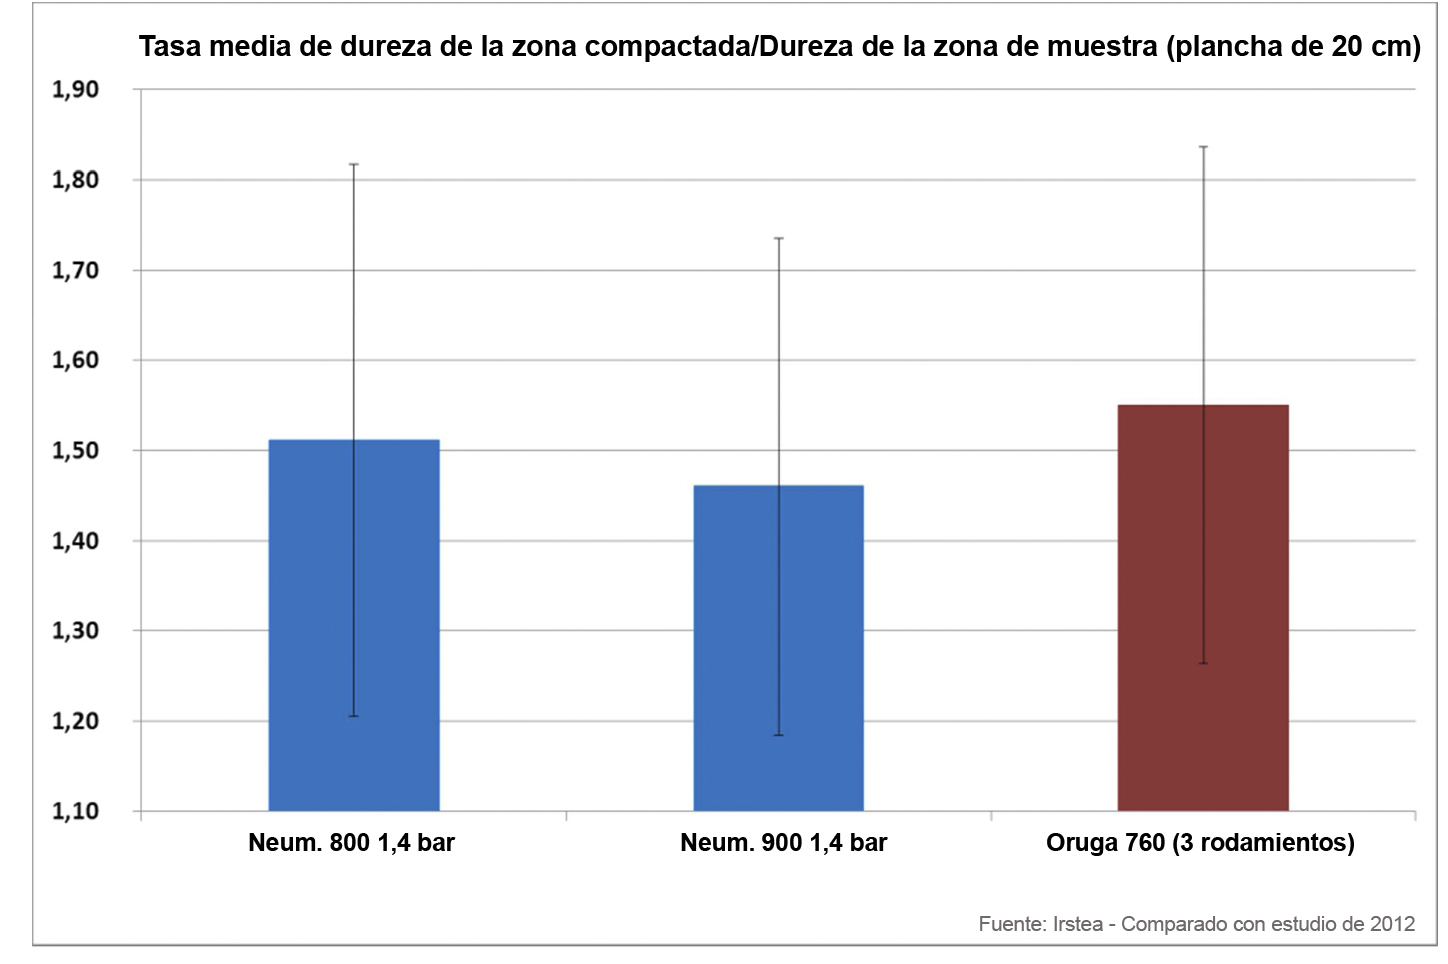 Tasa media de dureza de la zona compactada/Dureza de la zona de muestra (plancha de 20 cm)
1,90
1,80
1,70
1,60
1,50
1,40
1,30
1,20
1,10
Neum. 800 1,4 bar
Neum. 900 1,4 bar
Oruga 760 (3 rodamientos)
Fuente: Irstea - Comparado con estudio de 2012